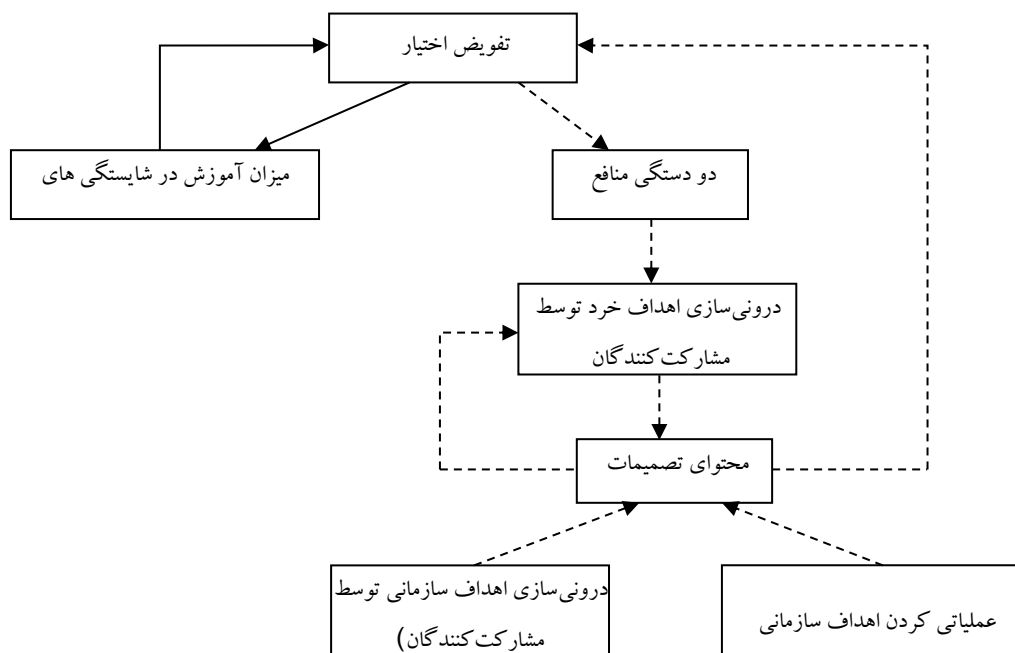 تفویض اختیار
میزان آموزش در شایستگی های
دو دستگی منافع
درونی‌سازی اهداف خرد توسط
مشارکت‌کنندگان
محتوای تصمیمات
درونی‌سازی اهداف سازمانی توسط
مشارکت‌کنندگان)
عملیاتی کردن اهداف سازمانی